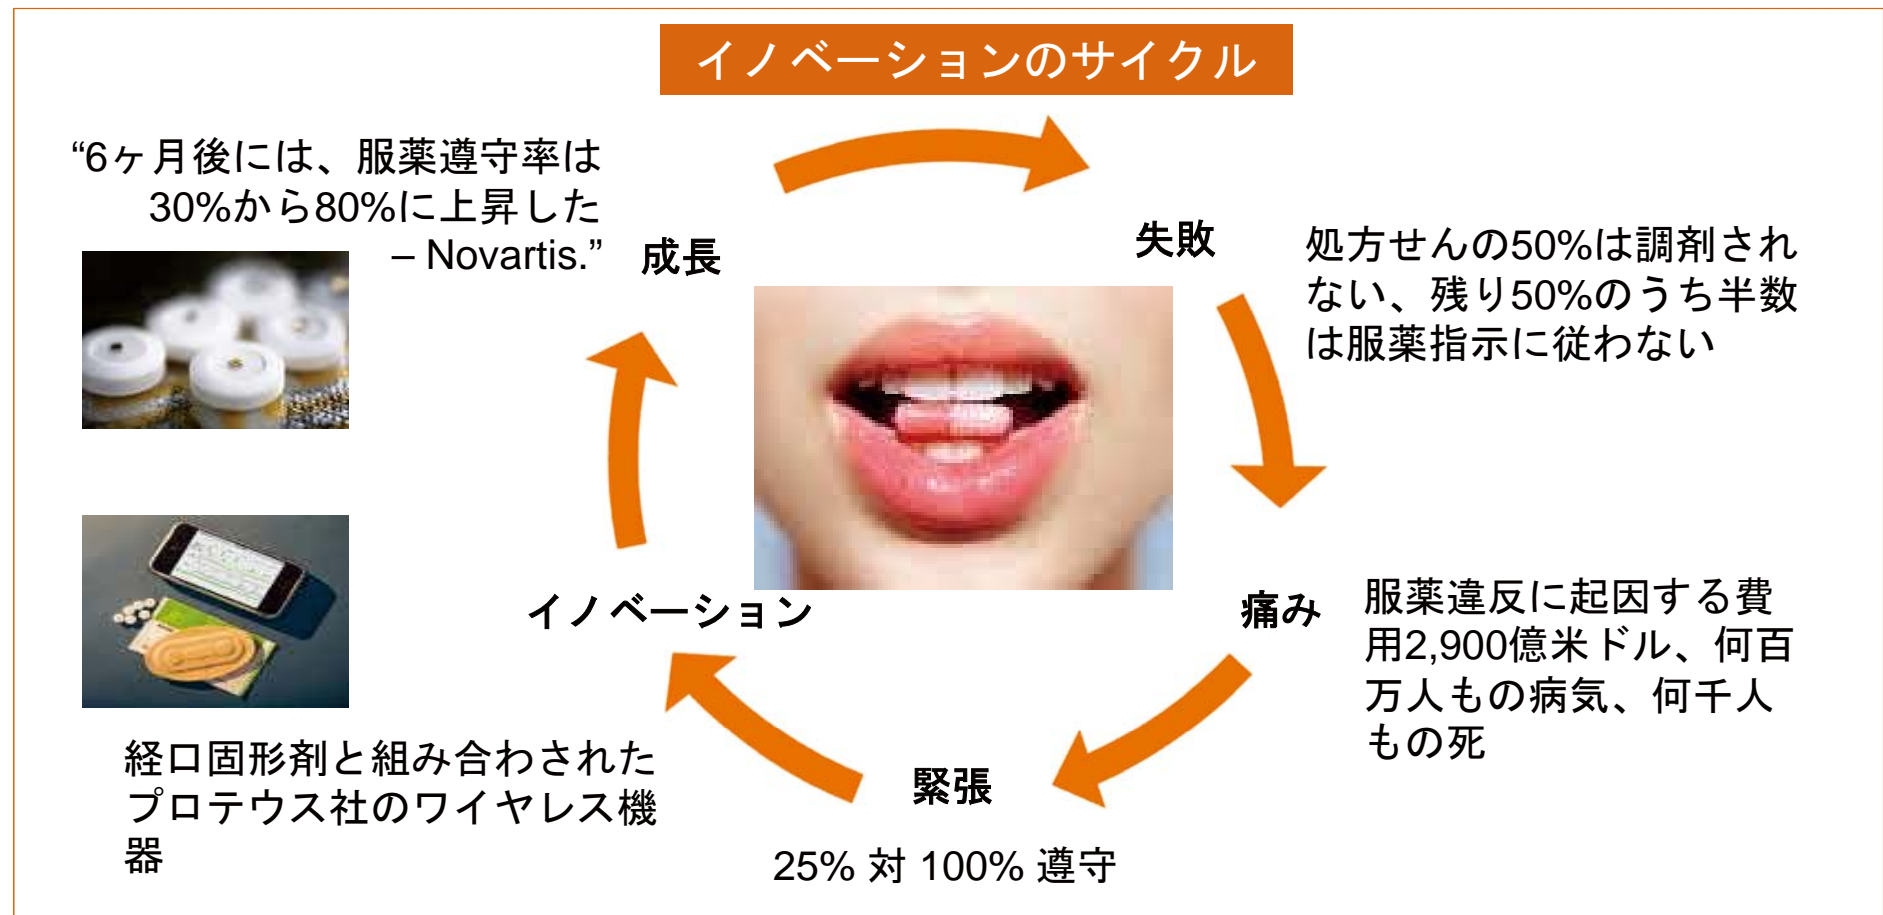 イノベーションのサイクル
“6ヶ月後には、服薬遵守率は
30%から80%に上昇した
– Novartis.”
成長
失敗
処方せんの50%は調剤され
ない、残り50%のうち半数
は服薬指示に従わない
イノベーション
痛み
服薬違反に起因する費
用2,900億米ドル、何百
万人もの病気、何千人
もの死
経口固形剤と組み合わされた
プロテウス社のワイヤレス機
器
緊張
25% 対 100% 遵守